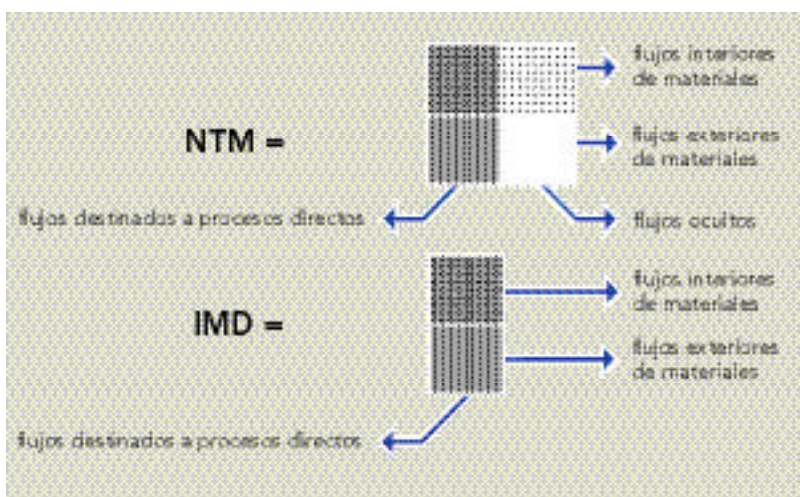 flujos interiores
de materiales
NTM =
flujos exteriores
de materiales
flujos destinados a procesos directos
flujos ocultos
flujos interiores
de materiales
IMD =
flujos exteriores
de materiales
flujos destinados a procesos directos